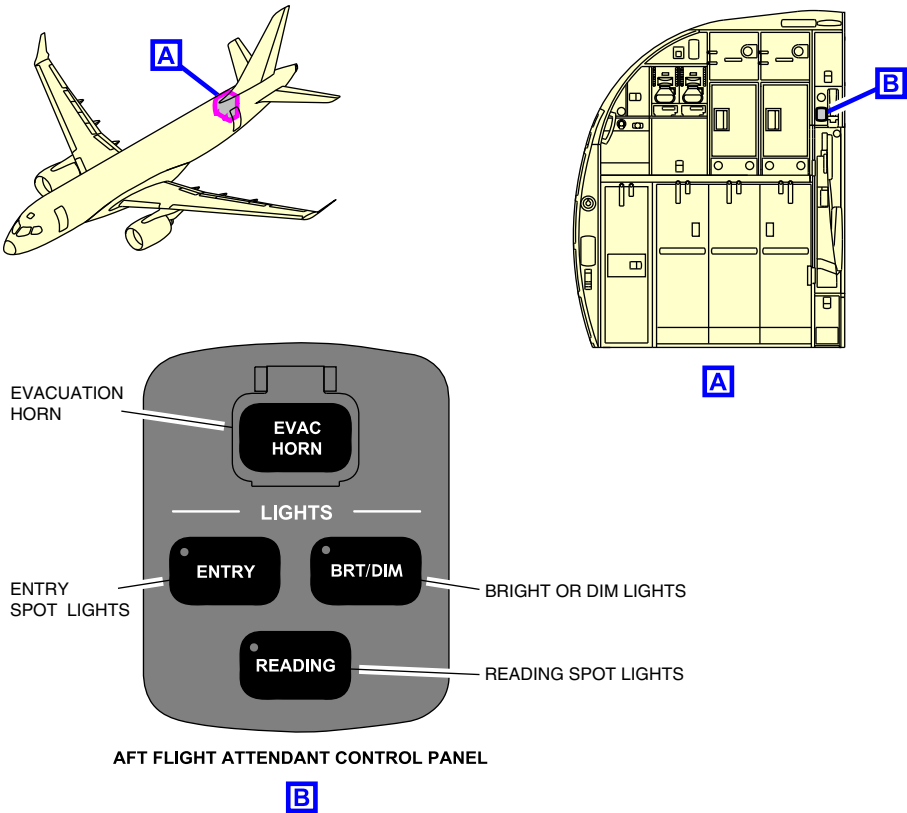 A
B
A
EVACUATION
HORN
EVAC
HORN
LIGHTS
ENTRY
BRT/DIM
ENTRY
SPOT LIGHTS
BRIGHT OR DIM LIGHTS
READING
READING SPOT LIGHTS
AFT FLIGHT ATTENDANT CONTROL PANEL
B